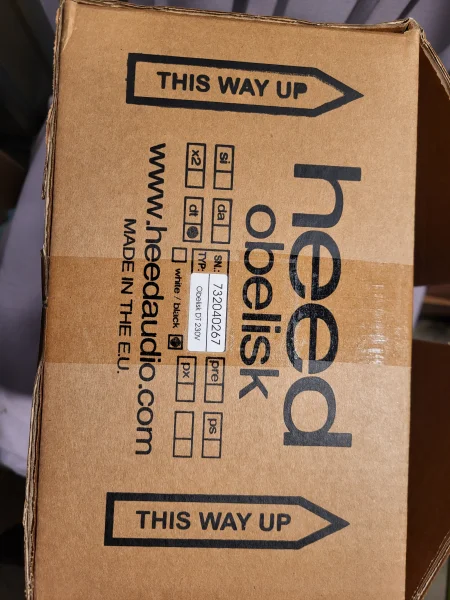 THIS WAY UP
heed
obelisk
si
da
SN.: 732040267
pre
ps
x2
dt
TYP.: Obelisk DT 230V
px
white / black
www.heedaudio.com
MADE IN THE E.U.
THIS WAY UP